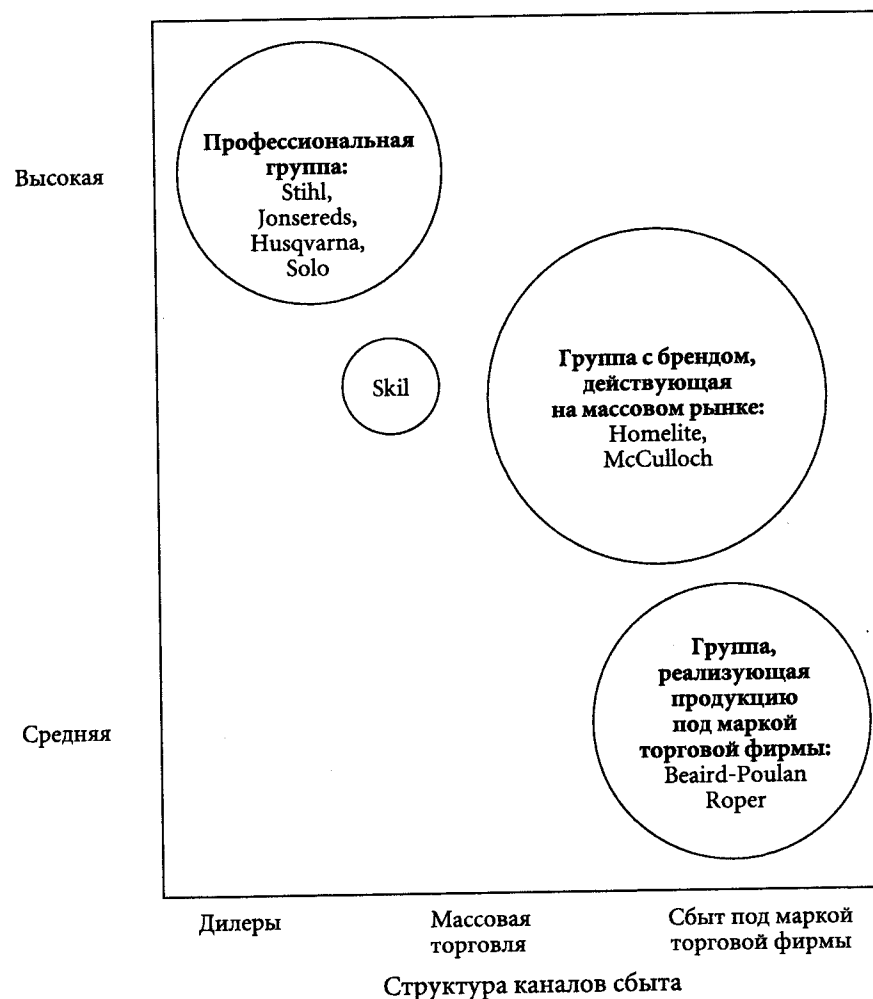 Высокая
Профессиональная
группа:
Stihl,
Jonsereds,
Husqvarna,
Solo
Skil
Группа с брендом,
действующая
на массовом рынке:
Homelite,
McCulloch
Средняя
Группа,
реализующая
продукцию
под маркой
торговой фирмы:
Beaird-Poulan
Roper
Дилеры
Массовая
торговля
Сбыт под маркой
торговой фирмы
Структура каналов сбыта